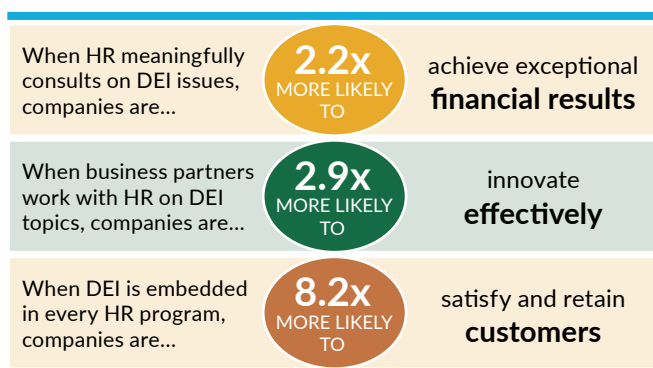 When HR meaningfully
consults on DEI issues,
companies are...
2.2x
MORE LIKELY
TO
achieve exceptional
financial results
When business partners
work with HR on DEI
topics, companies are...
2.9x
MORE LIKELY
TO
innovate
effectively
When DEI is embedded
in every HR program,
companies are...
8.2x
MORE LIKELY
TO
satisfy and retain
customers